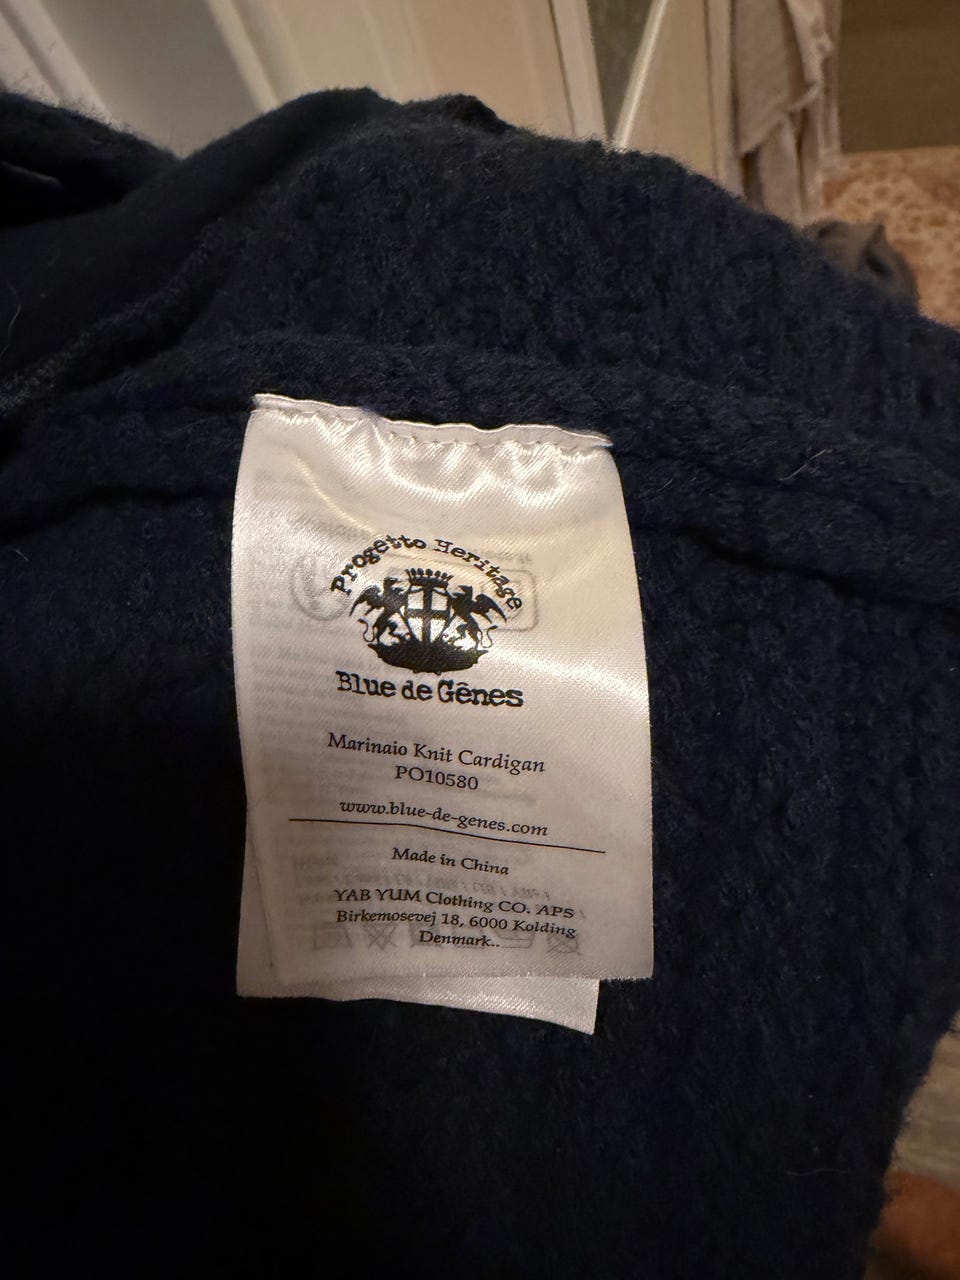 Progetto Heritage
Blue de Gênes
Marinaio Knit Cardigan
PO10580
www.blue-de-genes.com
Made in China
YAB YUM Clothing CO. APS
Birkemosevej 18, 6000 Kolding
Denmark..